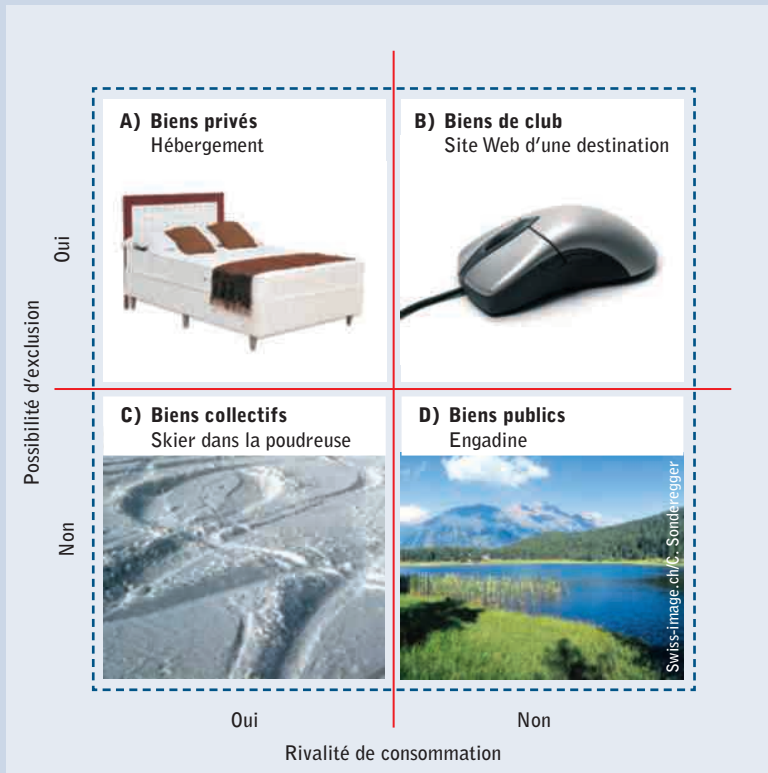 A) Biens privés
Hébergement
B) Biens de club
Site Web d'une destination
Oui
Possibilité d'exclusion
C) Biens collectifs
Skier dans la poudreuse
D) Biens publics
Engadine
Non
Swiss-image.ch/C. Sonderegger
Oui
Non
Rivalité de consommation